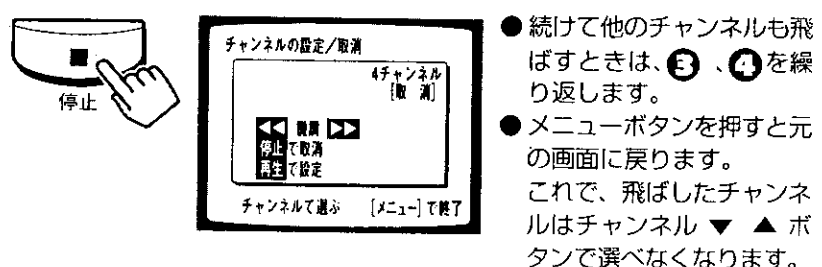 停止
チャンネルの設定/取消
4チャンネル
[取 消]
◀◀ 微調 ▶▶
停止で取消
再生で設定
チャンネルで選ぶ [メニュー]で終了
●続けて他のチャンネルも飛
ばすときは、❸、❹を繰
り返します。
●メニューボタンを押すと元
の画面に戻ります。
これで、飛ばしたチャンネ
ルはチャンネル ▼ ▲ ボ
タンで選べなくなります。